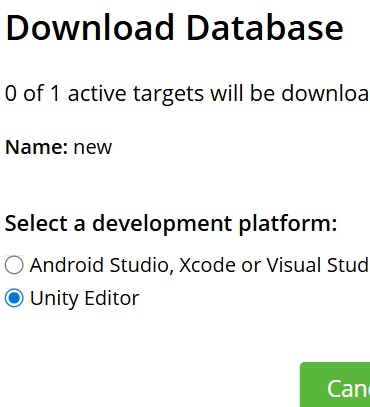 Download Database
0 of 1 active targets will be downloa
Name: new
Select a development platform:
Android Studio, Xcode or Visual Stud
Unity Editor
Canc